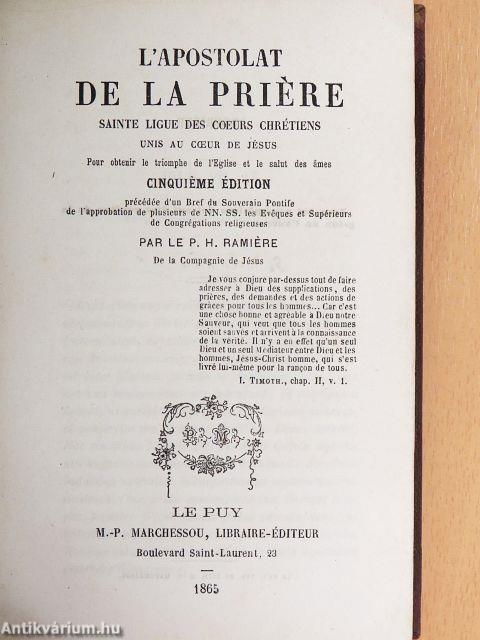 L'APOSTOLAT
DE LA PRIÈRE
SAINTE LIGUE DES COEURS CHRÉTIENS
UNIS AU CŒUR DE JÉSUS
Pour obtenir le triomphe de l'Eglise et le salut des âmes
CINQUIÈME ÉDITION
précédée d'un Bref du Souverain Pontife
de l'approbation de plusieurs de NN. SS. les Evêques et Supérieurs
de Congrégations religieuses
PAR LE P. H. RAMIÈRE
De la Compagnie de Jésus
Je vous conjure par-dessus tout de faire
adresser à Dieu des supplications, des
prières, des demandes et des actions de
grâces pour tous les hommes... Car c'est
une chose bonne et agréable à Dieu notre
Sauveur, qui veut que tous les hommes
soient sauvés et arrivent à la connaissance
de la vérité. Il n'y a en effet qu'un seul
Dieu et un seul Médiateur entre Dieu et les
hommes, Jésus-Christ homme, qui s'est
livré lui-même pour la rançon de tous.
I. TIMOTH., chap. II, v. 1.
P. M.
LE PUY
M.-P. MARCHESSOU, LIBRAIRE-ÉDITEUR
Boulevard Saint-Laurent, 23
1865
Antikvárium.hu